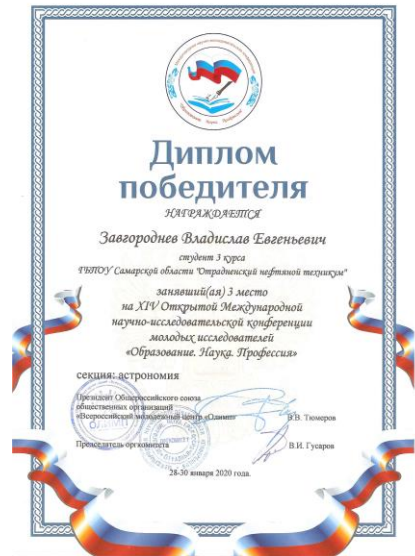 Диплом
победителя
НАГРАЖДАЕТСЯ
Завгороднев Владислав Евгеньевич
студент 3 курса
ГБПОУ Самарской области "Отрадненский нефтяной техникум"
занявший(ая) 3 место
на XIV Открытой Международной
научно-исследовательской конференции
молодых исследователей
«Образование. Наука. Профессия»
секция: астрономия
Президент Общероссийского союза
общественных организаций
«Всероссийский молодежный центр «Олимп»
В.В. Тюмеров
Председатель оргкомитета
В.И. Гусаров
28-30 января 2020 года.